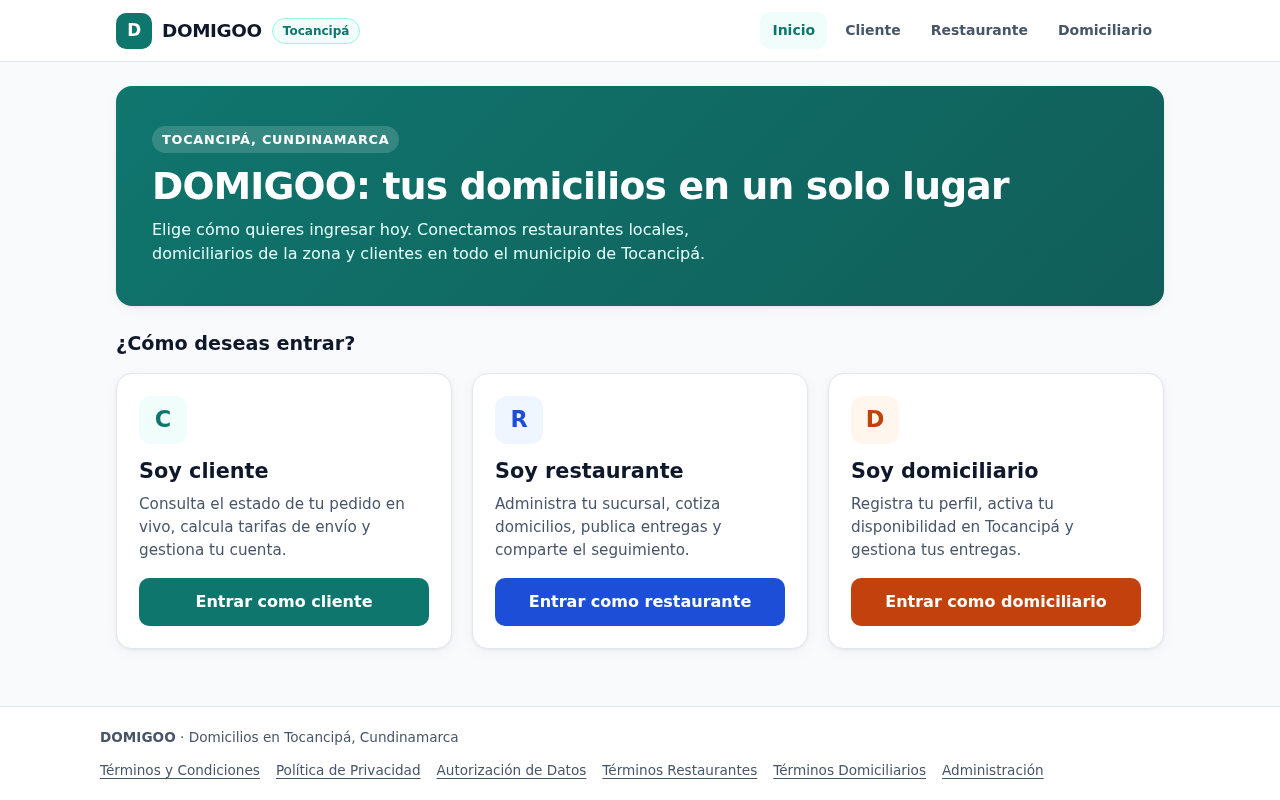 D DOMIGOO Tocancipá Inicio Cliente Restaurante Domiciliario
TOCANCIPÁ, CUNDINAMARCA
DOMIGOO: tus domicilios en un solo lugar
Elige cómo quieres ingresar hoy. Conectamos restaurantes locales,
domiciliarios de la zona y clientes en todo el municipio de Tocancipá.
¿Cómo deseas entrar?
C
Soy cliente
Consulta el estado de tu pedido en
vivo, calcula tarifas de envío y
gestiona tu cuenta.
Entrar como cliente
R
Soy restaurante
Administra tu sucursal, cotiza
domicilios, publica entregas y
comparte el seguimiento.
Entrar como restaurante
D
Soy domiciliario
Registra tu perfil, activa tu
disponibilidad en Tocancipá y
gestiona tus entregas.
Entrar como domiciliario
DOMIGOO · Domicilios en Tocancipá, Cundinamarca
Términos y Condiciones Política de Privacidad Autorización de Datos Términos Restaurantes Términos Domiciliarios Administración